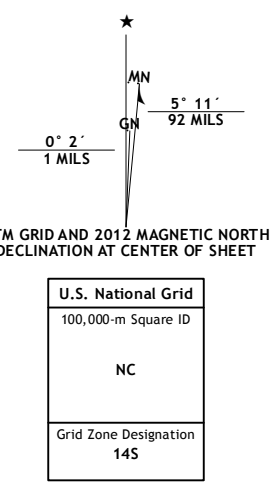 ★
MN
GN
5° 11´
92 MILS
0° 2´
1 MILS
TM GRID AND 2012 MAGNETIC NORTH
DECLINATION AT CENTER OF SHEET
U.S. National Grid
100,000-m Square ID
NC
Grid Zone Designation
14S